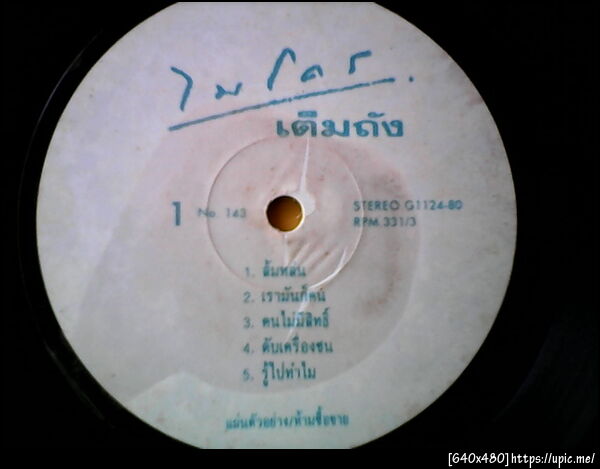 ไมโคร
เติมถัง
1 No. 143
STEREO G1124-80
RPM 331/3
1. ส้มหล่น
2. เรามันก็คน
3. คนไม่มีสิทธิ์
4. ดับเครื่องชน
5. รู้ไปทำไม
แผ่นตัวอย่าง/ห้ามซื้อขาย
[640x480]https://upic.me/